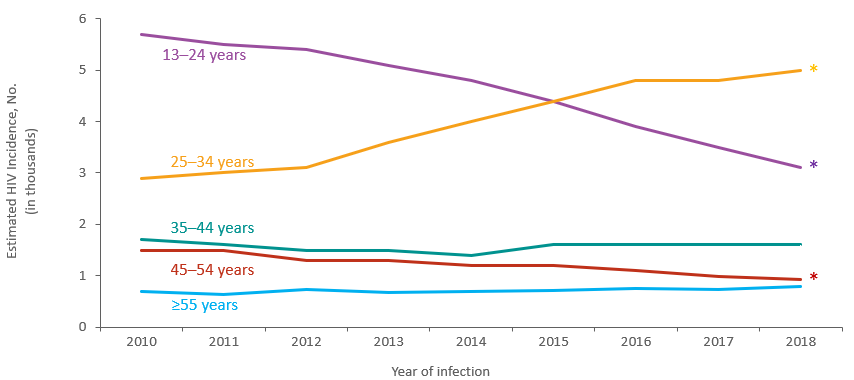 Estimated HIV Incidence, No.
(in thousands)
6
5
4
3
2
1
0
13–24 years
*
25–34 years
*
35–44 years
45–54 years
*
≥55 years
2010 2011 2012 2013 2014 2015 2016 2017 2018
Year of infection